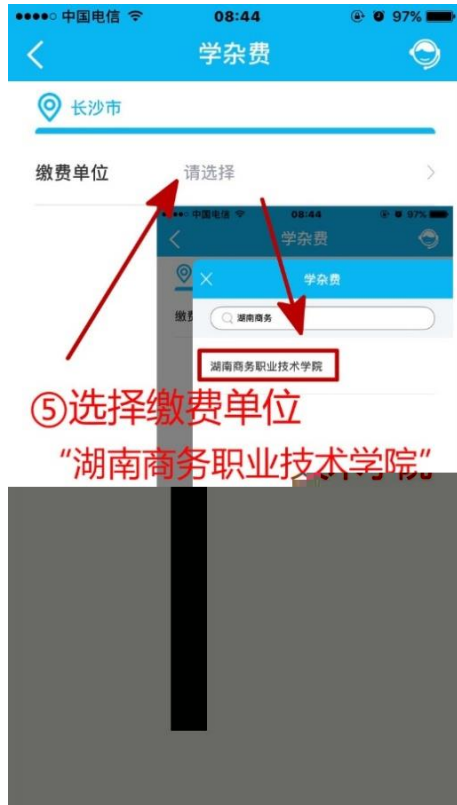 中国电信 08:44 97%
学杂费
长沙市
缴费单位 请选择
中国电信 08:44 97%
学杂费
学杂费
缴费
湖南商务
湖南商务职业技术学院
⑤选择缴费单位
“湖南商务职业技术学院”